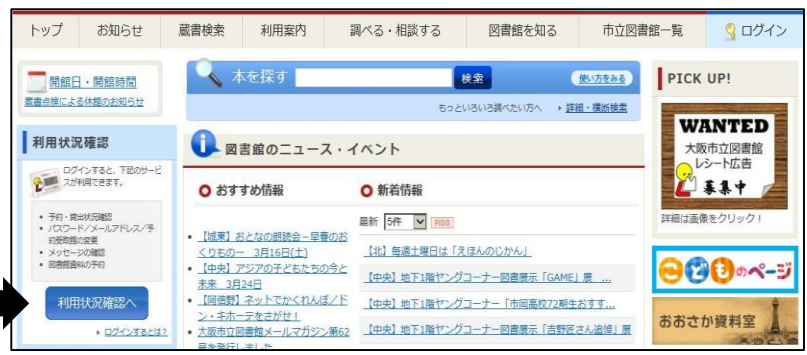 トップ
お知らせ
蔵書検索
利用案内
調べる・相談する
図書館を知る
市立図書館一覧
ログイン
開館日・開館時間
蔵書点検による休館のお知らせ
利用状況確認
ログインすると、下記のサービ
スが利用できます。
予約・貸出状況確認
パスワード/メールアドレス/予
約受取館の変更
メッセージの確認
図書館資料の予約
利用状況確認へ
ログインするとは?
本を探す
検索
使い方をみる
もっといろいろ調べたい方へ
詳細・横断検索
図書館のニュース・イベント
おすすめ情報
【城東】おとなの朗読会-早春のお
くりもの- 3月16日(土)
【中央】アジアの子どもたちの今と
未来 3月24日
【阿倍野】ネットでかくれんぼ/ド
ン・キホーテをさがせ!
大阪市立図書館メールマガジン第62
号を発行しました
新着情報
最新 5件 RSS
【北】毎週土曜日は「えほんのじかん」
【中央】地下1階ヤングコーナー図書展示「GAME」展 ...
【中央】地下1階ヤングコーナー「市岡高校72期生おすす...
【中央】地下1階ヤングコーナー図書展示「吉野匠さん追悼」展
PICK UP!
WANTED
大阪市立図書館
レシート広告
募集中
詳細は画像をクリック!
こどものページ
おおさか資料室